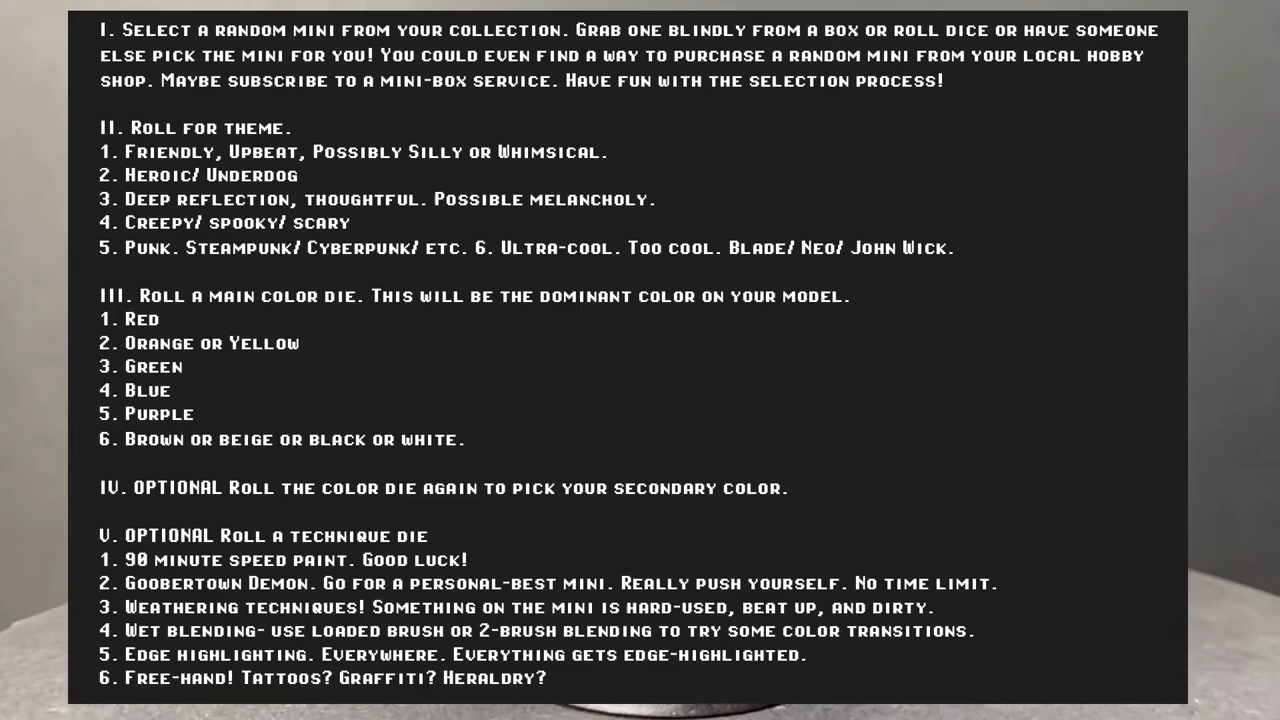 I. Select a random mini from your collection. Grab one blindly from a box or roll dice or have someone
else pick the mini for you! You could even find a way to purchase a random mini from your local hobby
shop. Maybe subscribe to a mini-box service. Have fun with the selection process!
II. Roll for theme.
1. Friendly, Upbeat, Possibly Silly or Whimsical.
2. Heroic/ Underdog
3. Deep reflection, thoughtful. Possible melancholy.
4. Creepy/ spooky/ scary
5. Punk. Steampunk/ Cyberpunk/ etc. 6. Ultra-cool. Too cool. Blade/ Neo/ John Wick.
III. Roll a main color die. This will be the dominant color on your model.
1. Red
2. Orange or Yellow
3. Green
4. Blue
5. Purple
6. Brown or beige or black or white.
IV. OPTIONAL Roll the color die again to pick your secondary color.
V. OPTIONAL Roll a technique die
1. 90 minute speed paint. Good luck!
2. Goobertown Demon. Go for a personal-best mini. Really push yourself. No time limit.
3. Weathering techniques! Something on the mini is hard-used, beat up, and dirty.
4. Wet blending- use loaded brush or 2-brush blending to try some color transitions.
5. Edge highlighting. Everywhere. Everything gets edge-highlighted.
6. Free-hand! Tattoos? Graffiti? Heraldry?